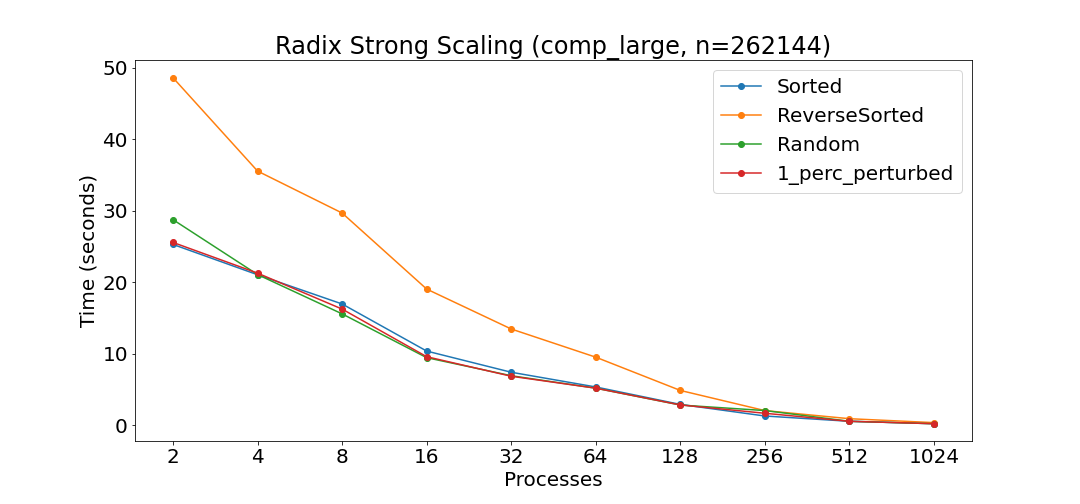 Radix Strong Scaling (comp_large, n=262144)
Time (seconds)
50
40
30
20
10
0
Sorted
ReverseSorted
Random
1_perc_perturbed
2 4 8 16 32 64 128 256 512 1024
Processes